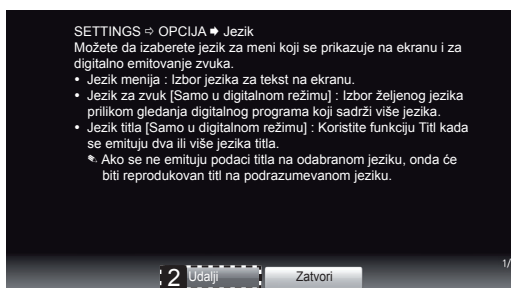 SETTINGS ⇨ OPCIJA ➧ Jezik
Možete da izaberete jezik za meni koji se prikazuje na ekranu i za
digitalno emitovanje zvuka.
• Jezik menija : Izbor jezika za tekst na ekranu.
• Jezik za zvuk [Samo u digitalnom režimu] : Izbor željenog jezika
prilikom gledanja digitalnog programa koji sadrži više jezika.
• Jezik titla [Samo u digitalnom režimu] : Koristite funkciju Titl kada
se emituju dva ili više jezika titla.
✎ Ako se ne emituju podaci titla na odabranom jeziku, onda će
biti reprodukovan titl na podrazumevanom jeziku.
1/
2 Udalji Zatvori